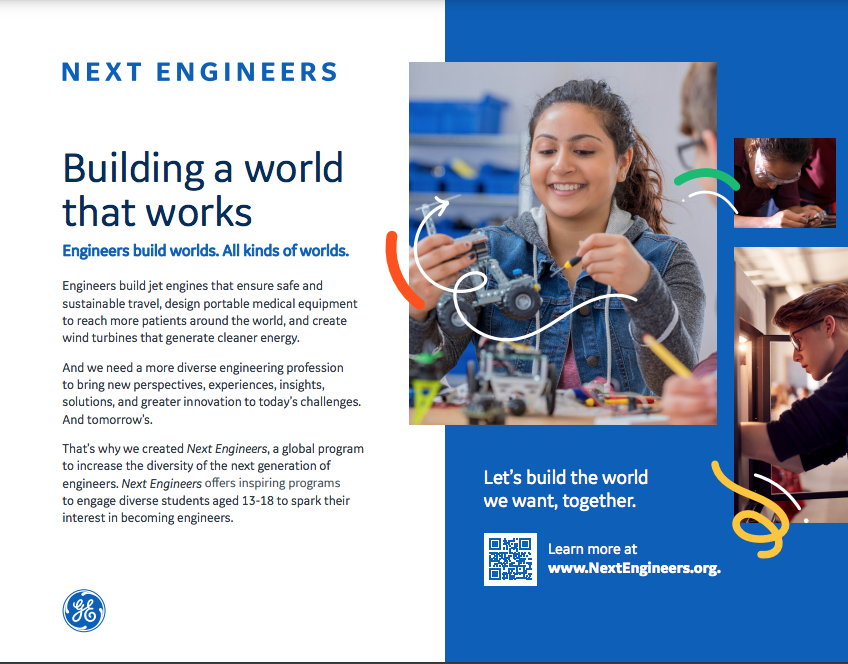 NEXT ENGINEERS
Building a world
that works
Engineers build worlds. All kinds of worlds.
Engineers build jet engines that ensure safe and
sustainable travel, design portable medical equipment
to reach more patients around the world, and create
wind turbines that generate cleaner energy.
And we need a more diverse engineering profession
to bring new perspectives, experiences, insights,
solutions, and greater innovation to today's challenges.
And tomorrow's.
That's why we created Next Engineers, a global program
to increase the diversity of the next generation of
engineers. Next Engineers offers inspiring programs
to engage diverse students aged 13-18 to spark their
interest in becoming engineers.
GE
Let's build the world
we want, together.
Learn more at
www.NextEngineers.org.